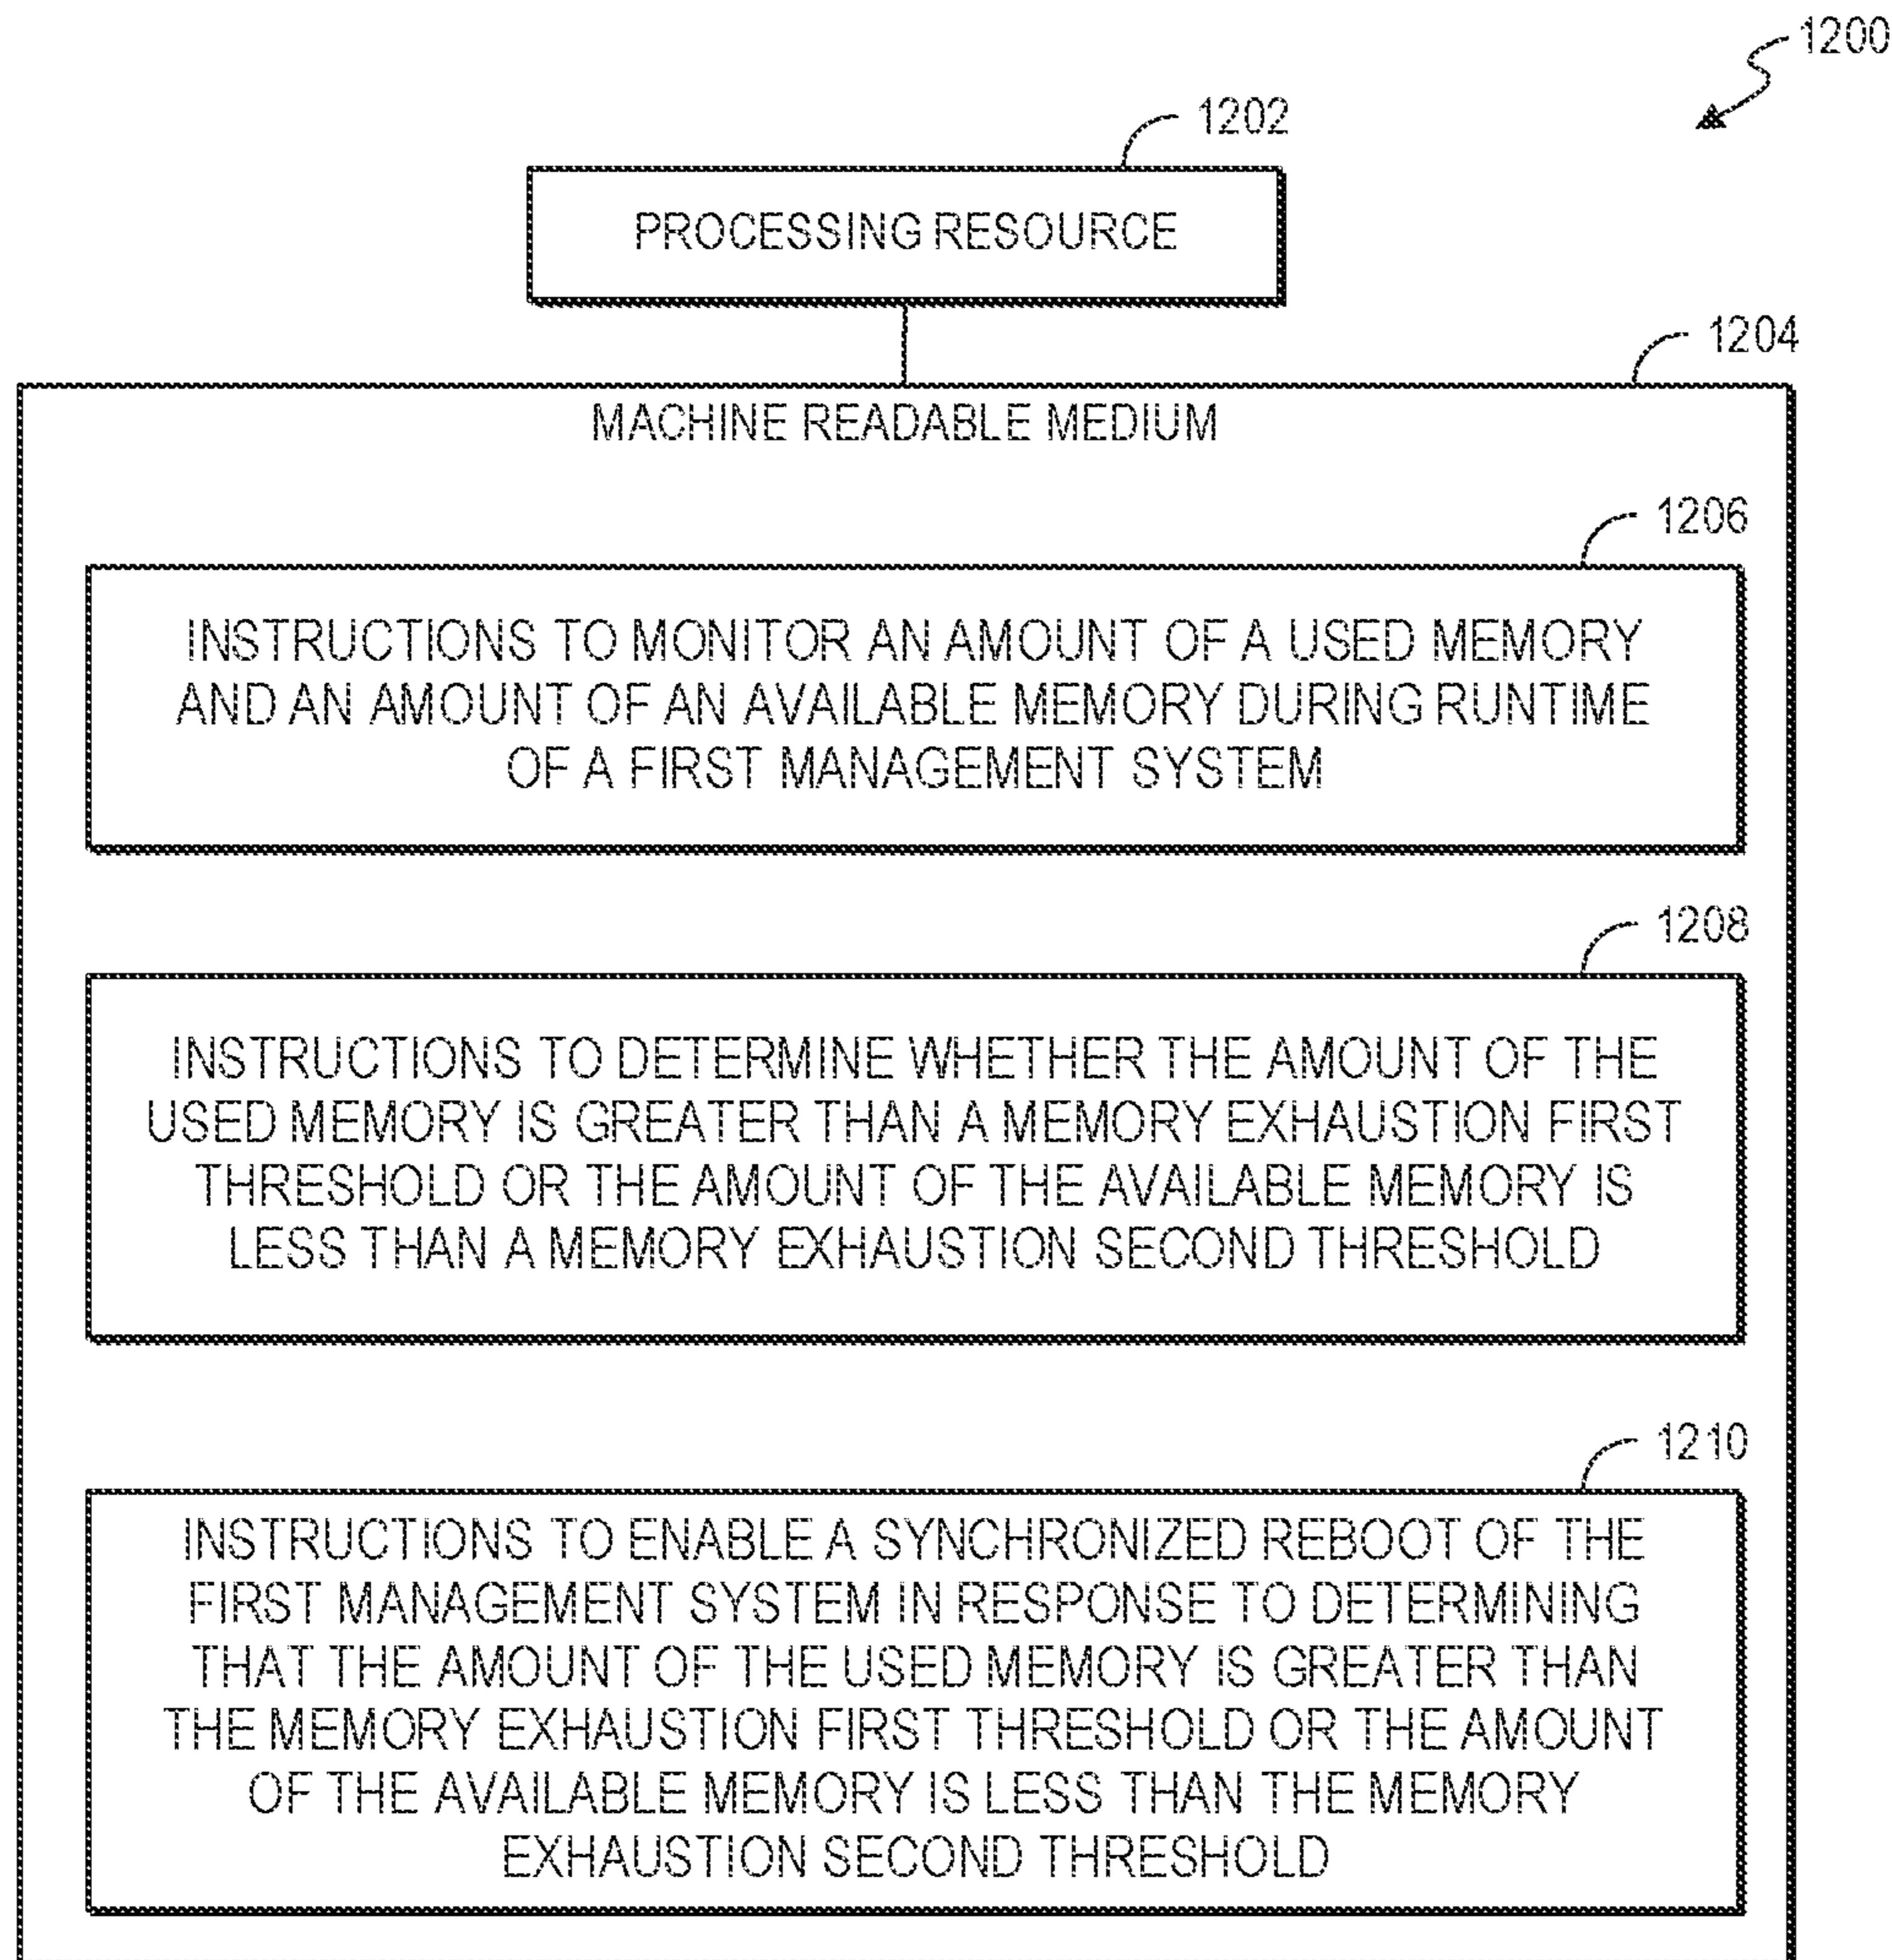 1200
1202
PROCESSING RESOURCE
1204
MACHINE READABLE MEDIUM
1206
INSTRUCTIONS TO MONITOR AN AMOUNT OF A USED MEMORY
AND AN AMOUNT OF AN AVAILABLE MEMORY DURING RUNTIME
OF A FIRST MANAGEMENT SYSTEM
1208
INSTRUCTIONS TO DETERMINE WHETHER THE AMOUNT OF THE
USED MEMORY IS GREATER THAN A MEMORY EXHAUSTION FIRST
THRESHOLD OR THE AMOUNT OF THE AVAILABLE MEMORY IS
LESS THAN A MEMORY EXHAUSTION SECOND THRESHOLD
1210
INSTRUCTIONS TO ENABLE A SYNCHRONIZED REBOOT OF THE
FIRST MANAGEMENT SYSTEM IN RESPONSE TO DETERMINING
THAT THE AMOUNT OF THE USED MEMORY IS GREATER THAN
THE MEMORY EXHAUSTION FIRST THRESHOLD OR THE AMOUNT
OF THE AVAILABLE MEMORY IS LESS THAN THE MEMORY
EXHAUSTION SECOND THRESHOLD